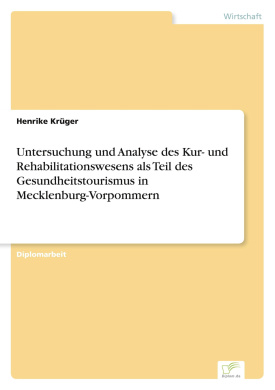 Wirtschaft
Henrike Krüger
Untersuchung und Analyse des Kur- und
Rehabilitationswesens als Teil des
Gesundheitstourismus in
Mecklenburg-Vorpommern
Diplomarbeit
Diplom.de